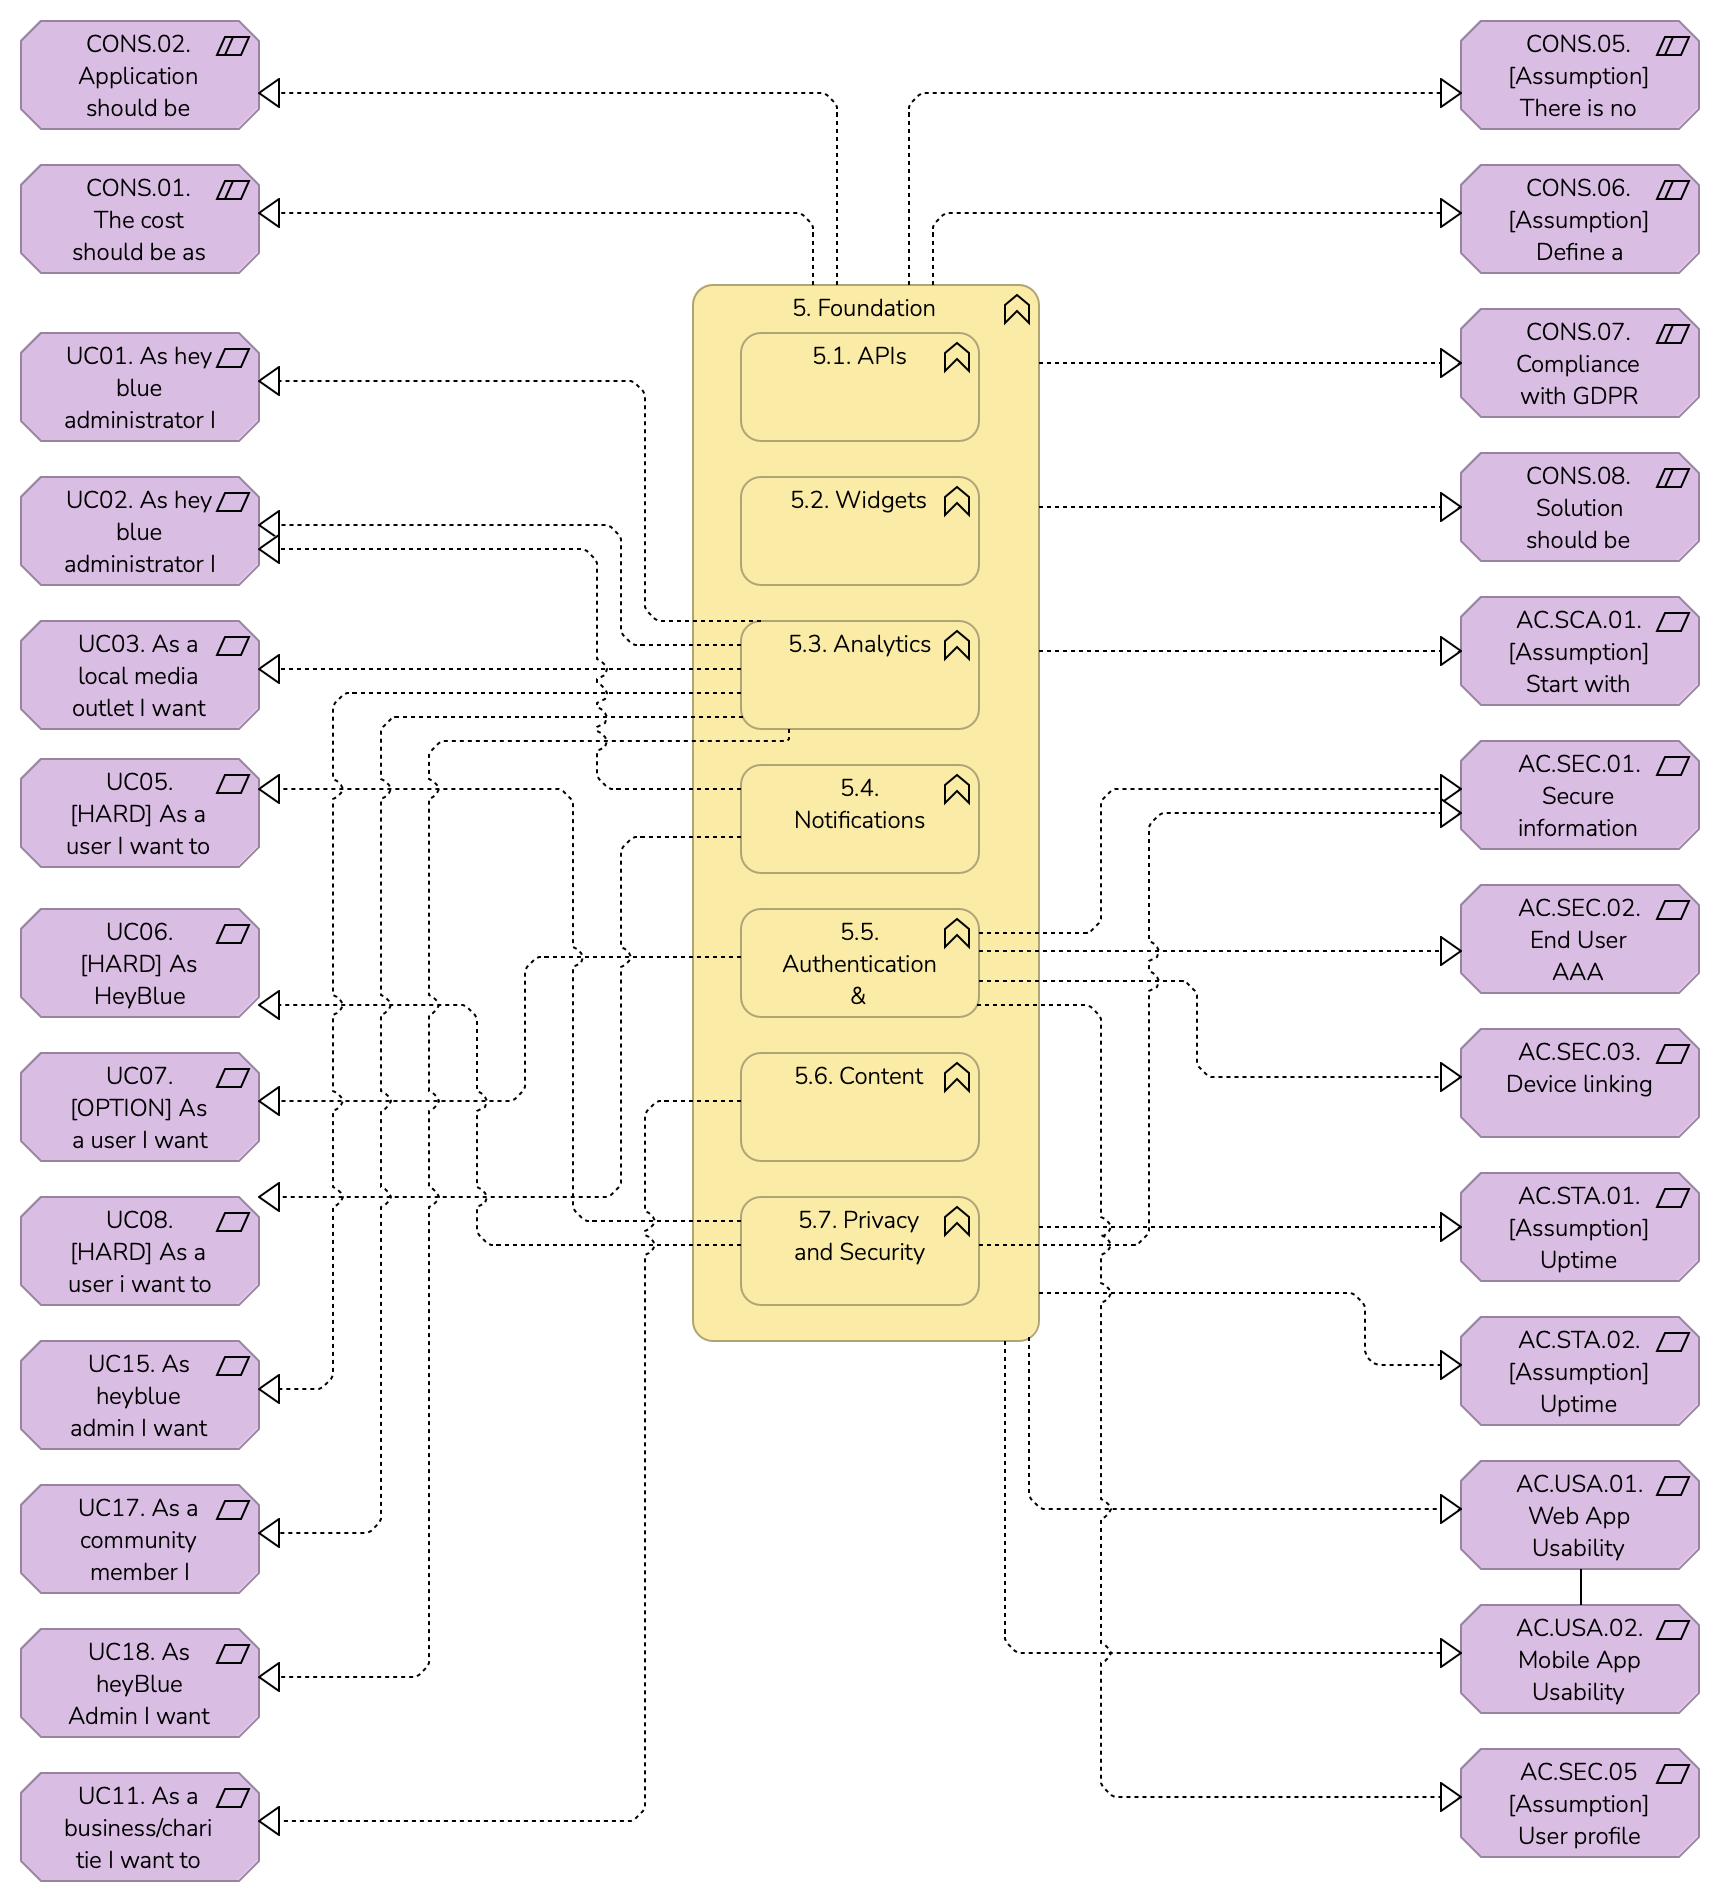 CONS.02.
Application
should be
CONS.01.
The cost
should be as
UC01. As hey
blue
administrator I
UC02. As hey
blue
administrator I
UC03. As a
local media
outlet I want
UC05.
[HARD] As a
user I want to
UC06.
[HARD] As
HeyBlue
UC07.
[OPTION] As
a user I want
UC08.
[HARD] As a
user i want to
UC15. As
heyblue
admin I want
UC17. As a
community
member I
UC18. As
heyBlue
Admin I want
UC11. As a
business/chari
tie I want to
5. Foundation
5.1. APIs
5.2. Widgets
5.3. Analytics
5.4.
Notifications
5.5.
Authentication
&
5.6. Content
5.7. Privacy
and Security
CONS.05.
[Assumption]
There is no
CONS.06.
[Assumption]
Define a
CONS.07.
Compliance
with GDPR
CONS.08.
Solution
should be
AC.SCA.01.
[Assumption]
Start with
AC.SEC.01.
Secure
information
AC.SEC.02.
End User
AAA
AC.SEC.03.
Device linking
AC.STA.01.
[Assumption]
Uptime
AC.STA.02.
[Assumption]
Uptime
AC.USA.01.
Web App
Usability
AC.USA.02.
Mobile App
Usability
AC.SEC.05
[Assumption]
User profile